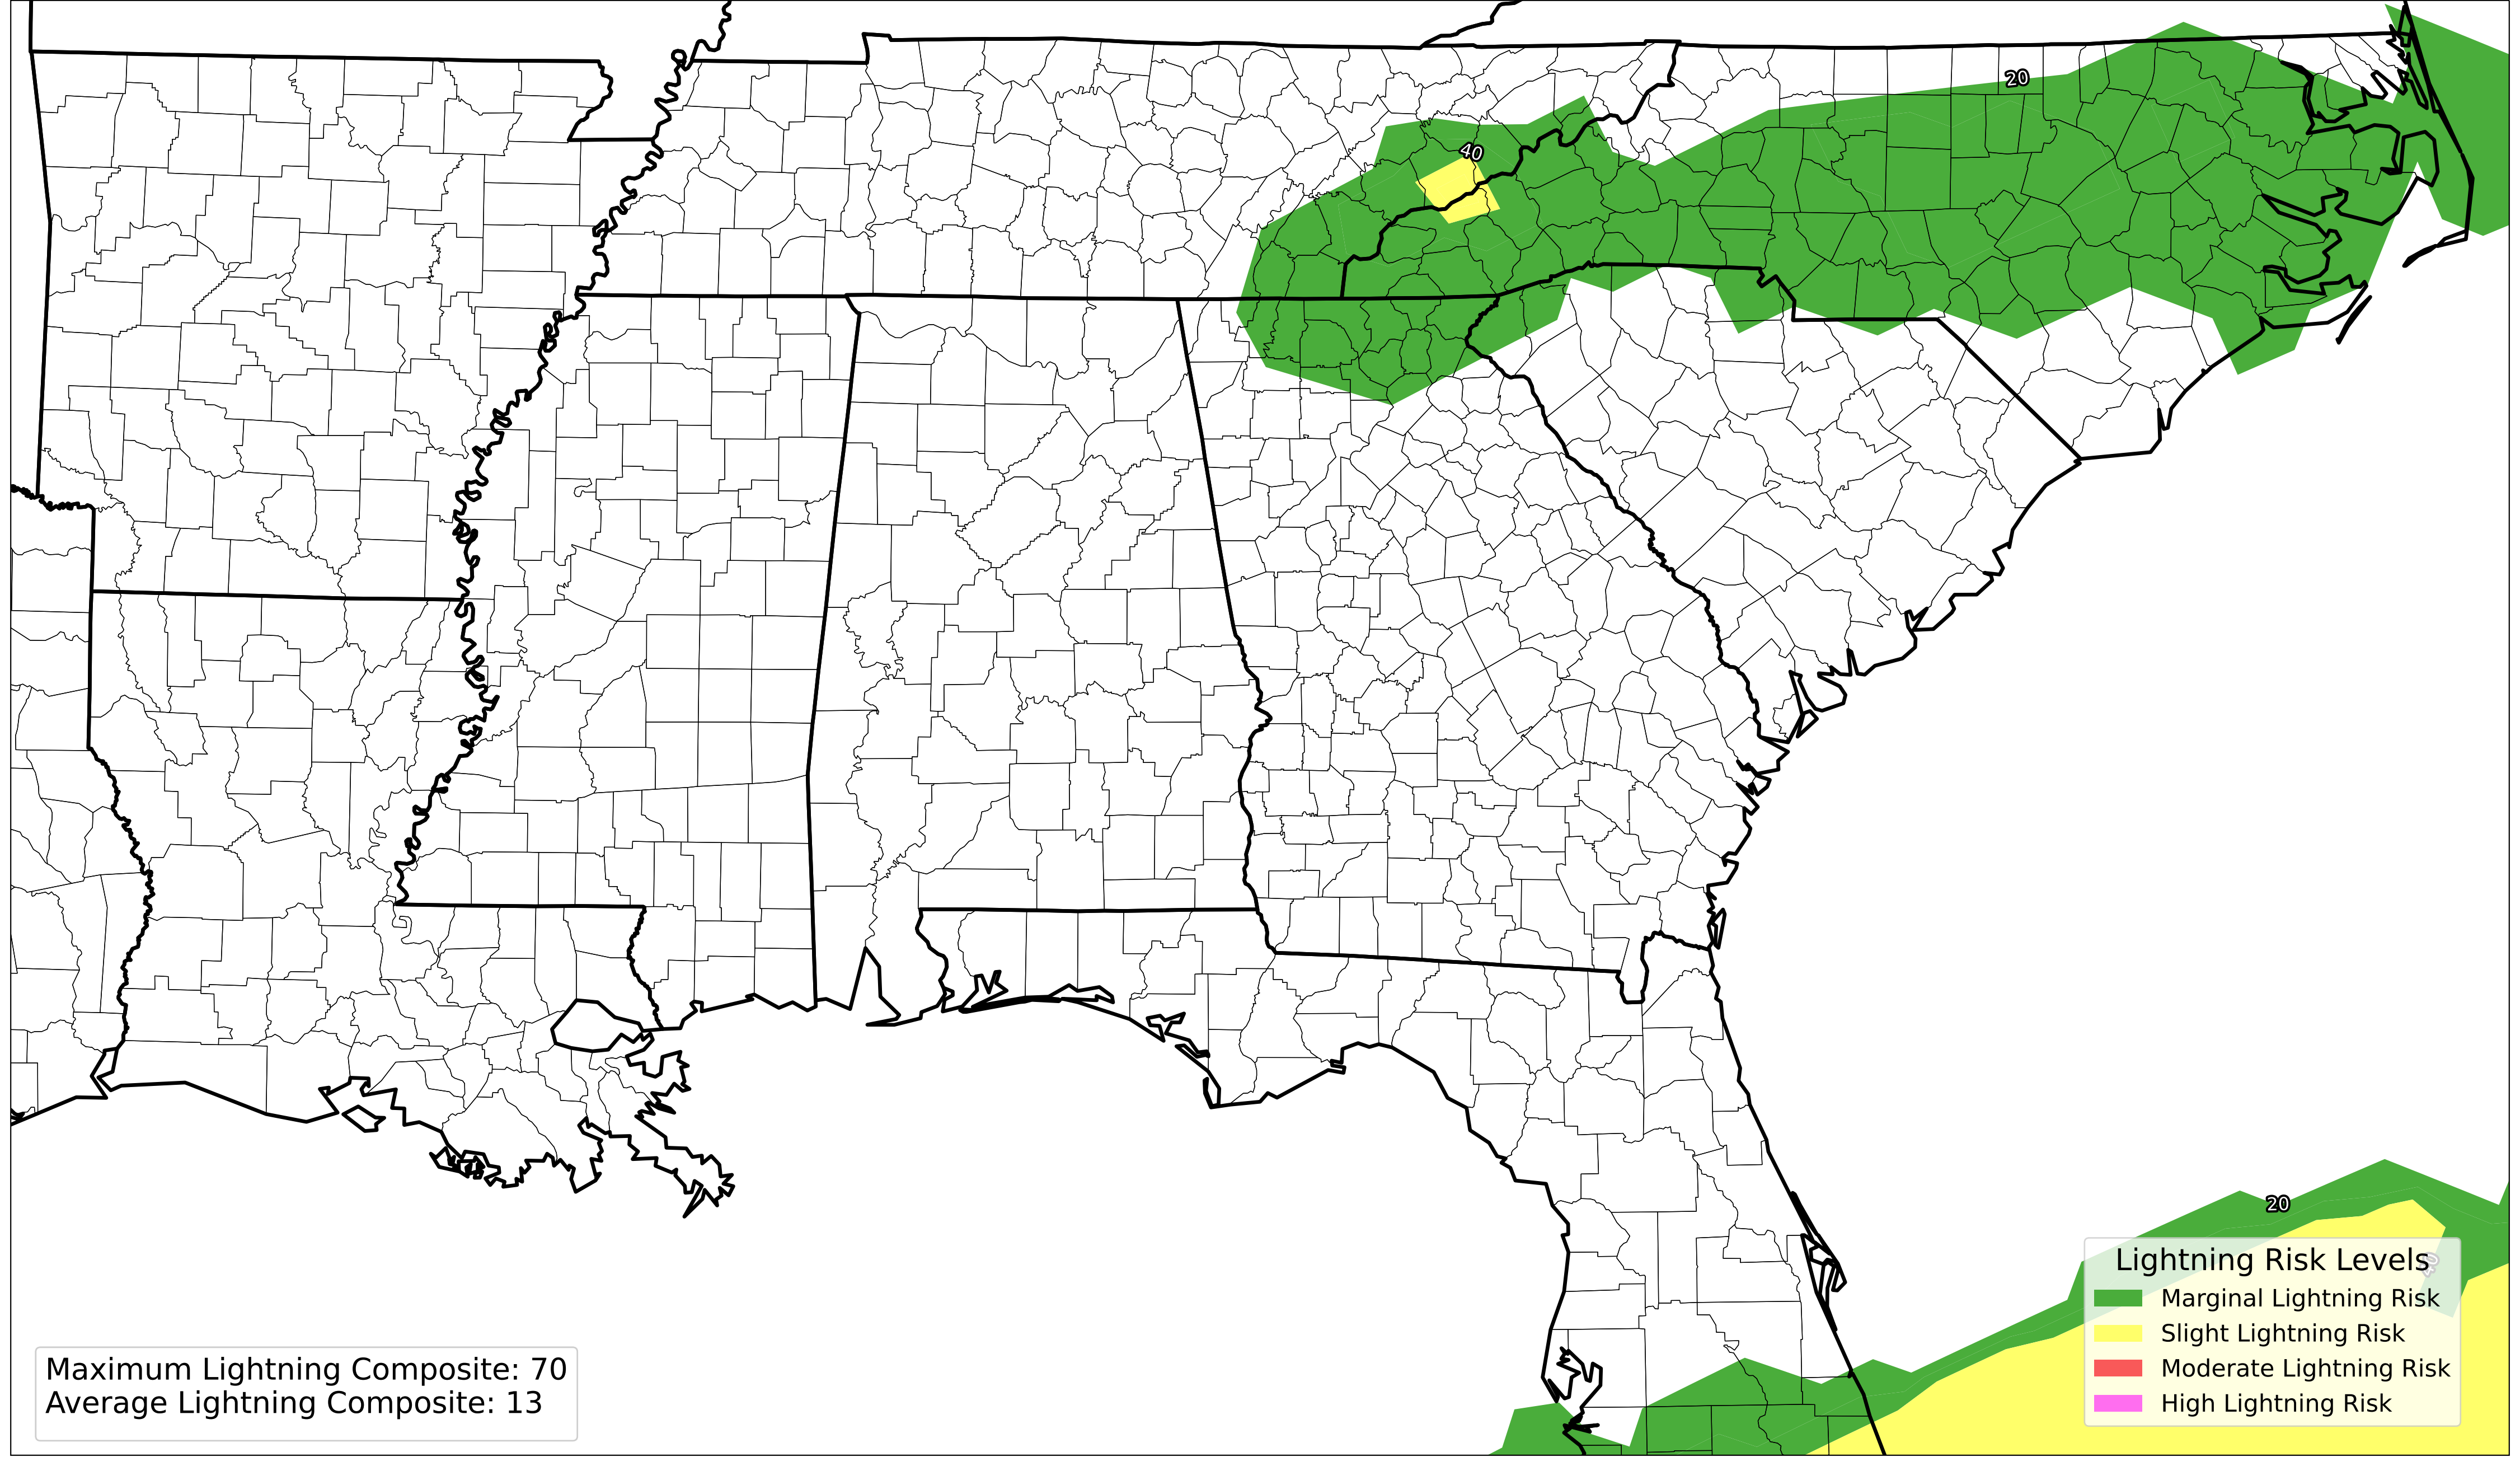 20
40
20
Lightning Risk Levels
Marginal Lightning Risk
Slight Lightning Risk
Moderate Lightning Risk
High Lightning Risk
Maximum Lightning Composite: 70
Average Lightning Composite: 13